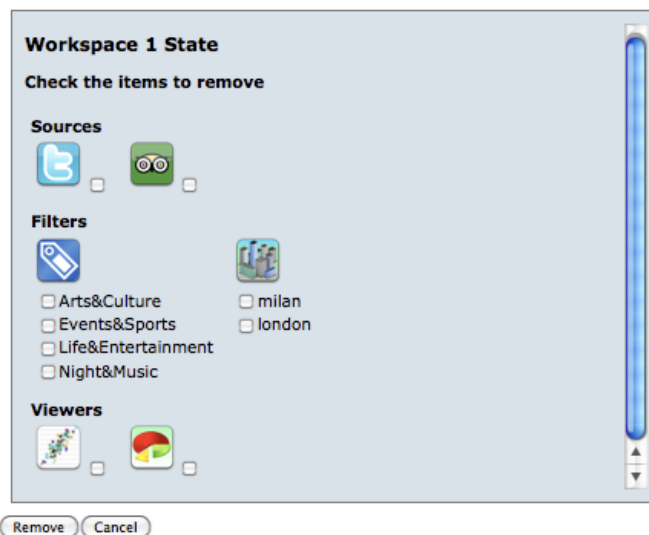 Workspace 1 State
Check the items to remove
Sources
t
Filters
Arts&Culture
milan
Events&Sports
london
Life&Entertainment
Night&Music
Viewers
Remove Cancel